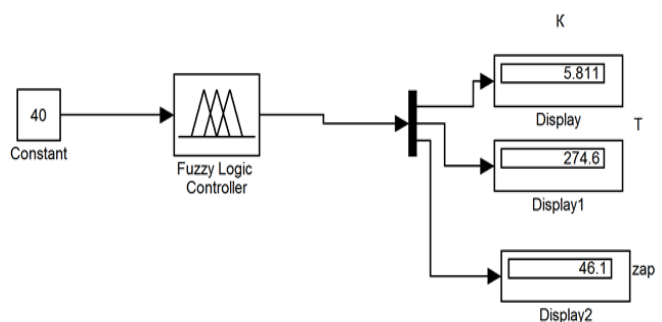 K
5.811
Display
T
40
Constant
Fuzzy Logic
Controller
274.6
Display1
46.1
zap
Display2